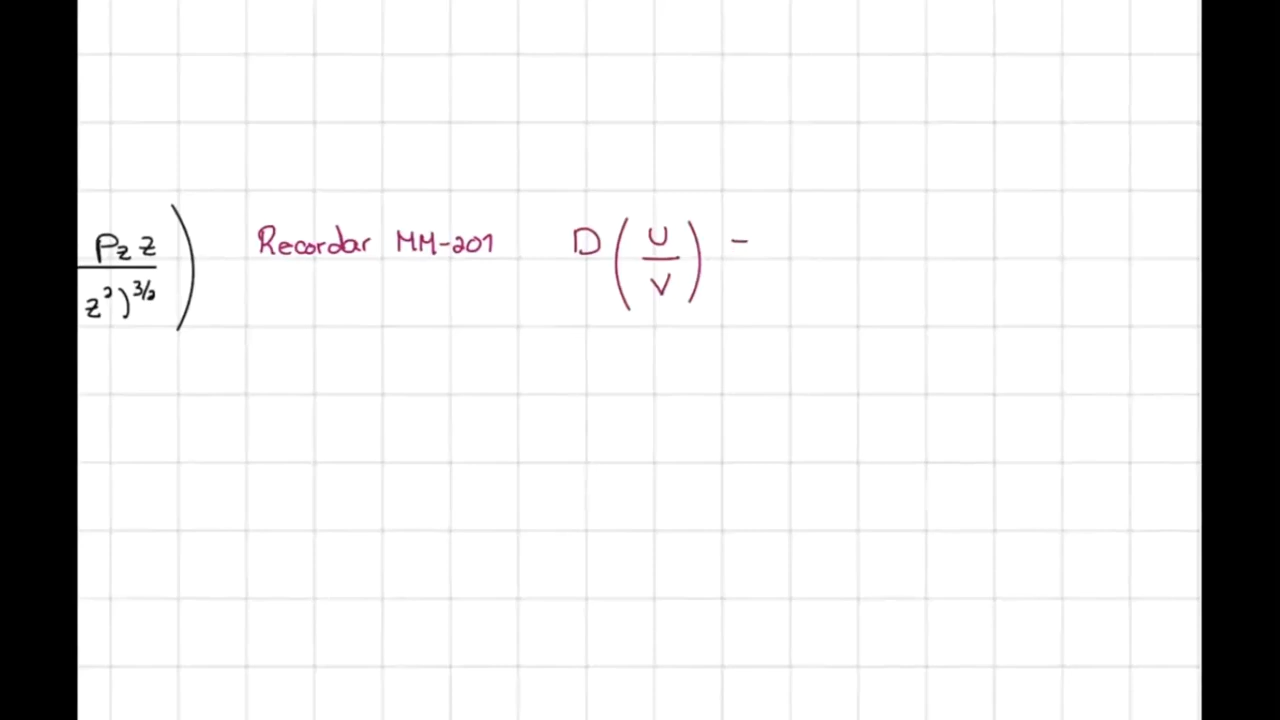 P_z z / z²)^{3/2} ) Recordar MM-201 D( U / V ) -